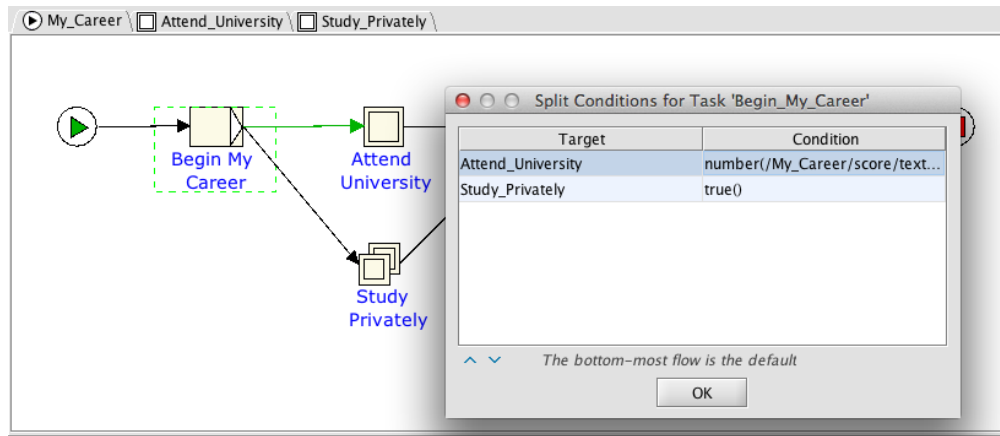 My_Career
Attend_University
Study_Privately
Begin My
Career
Attend
University
Study
Privately
Split Conditions for Task 'Begin_My_Career'
Target Condition
Attend_University number(/My_Career/score/text...
Study_Privately true()
The bottom-most flow is the default
OK